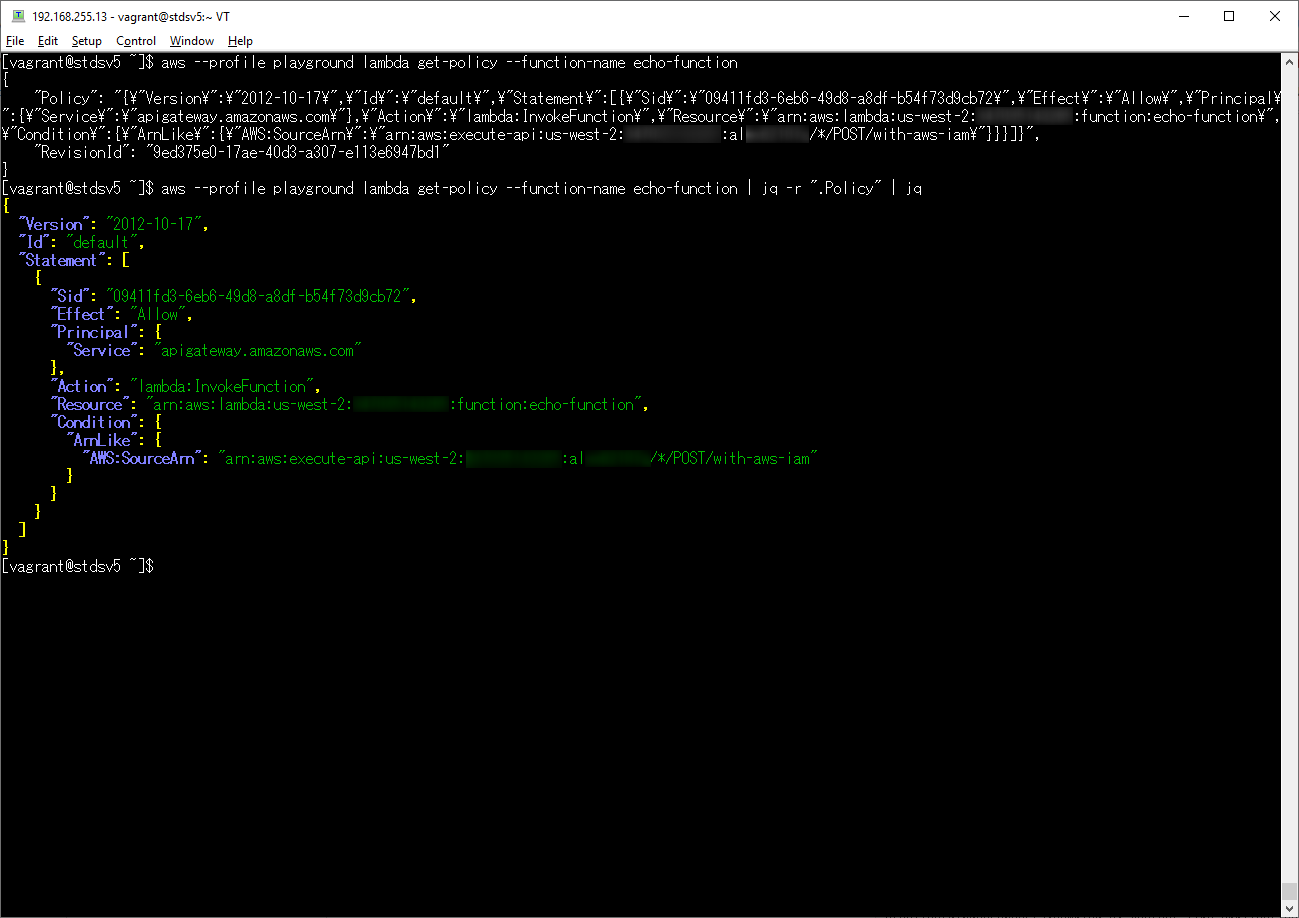 192.168.255.13 - vagrant@stdsv5:~ VT
File Edit Setup Control Window Help
[vagrant@stdsv5 ~]$ aws --profile playground lambda get-policy --function-name echo-function
{
    "Policy": "{¥"Version¥":¥"2012-10-17¥",¥"Id¥":¥"default¥",¥"Statement¥":[{¥"Sid¥":¥"09411fd3-6eb6-49d8-a8df-b54f73d9cb72¥",¥"Effect¥":¥"Allow¥",¥"Principal¥
":{¥"Service¥":¥"apigateway.amazonaws.com¥"},¥"Action¥":¥"lambda:InvokeFunction¥",¥"Resource¥":¥"arn:aws:lambda:us-west-2: :function:echo-function¥",
¥"Condition¥":{¥"ArnLike¥":{¥"AWS:SourceArn¥":¥"arn:aws:execute-api:us-west-2: :al /*/POST/with-aws-iam¥"}}}]}",
    "RevisionId": "9ed375e0-17ae-40d3-a307-e113e6947bd1"
}
[vagrant@stdsv5 ~]$ aws --profile playground lambda get-policy --function-name echo-function | jq -r ".Policy" | jq
{
  "Version": "2012-10-17",
  "Id": "default",
  "Statement": [
    {
      "Sid": "09411fd3-6eb6-49d8-a8df-b54f73d9cb72",
      "Effect": "Allow",
      "Principal": {
        "Service": "apigateway.amazonaws.com"
      },
      "Action": "lambda:InvokeFunction",
      "Resource": "arn:aws:lambda:us-west-2: :function:echo-function",
      "Condition": {
        "ArnLike": {
          "AWS:SourceArn": "arn:aws:execute-api:us-west-2: :al /*/POST/with-aws-iam"
        }
      }
    }
  ]
}
[vagrant@stdsv5 ~]$